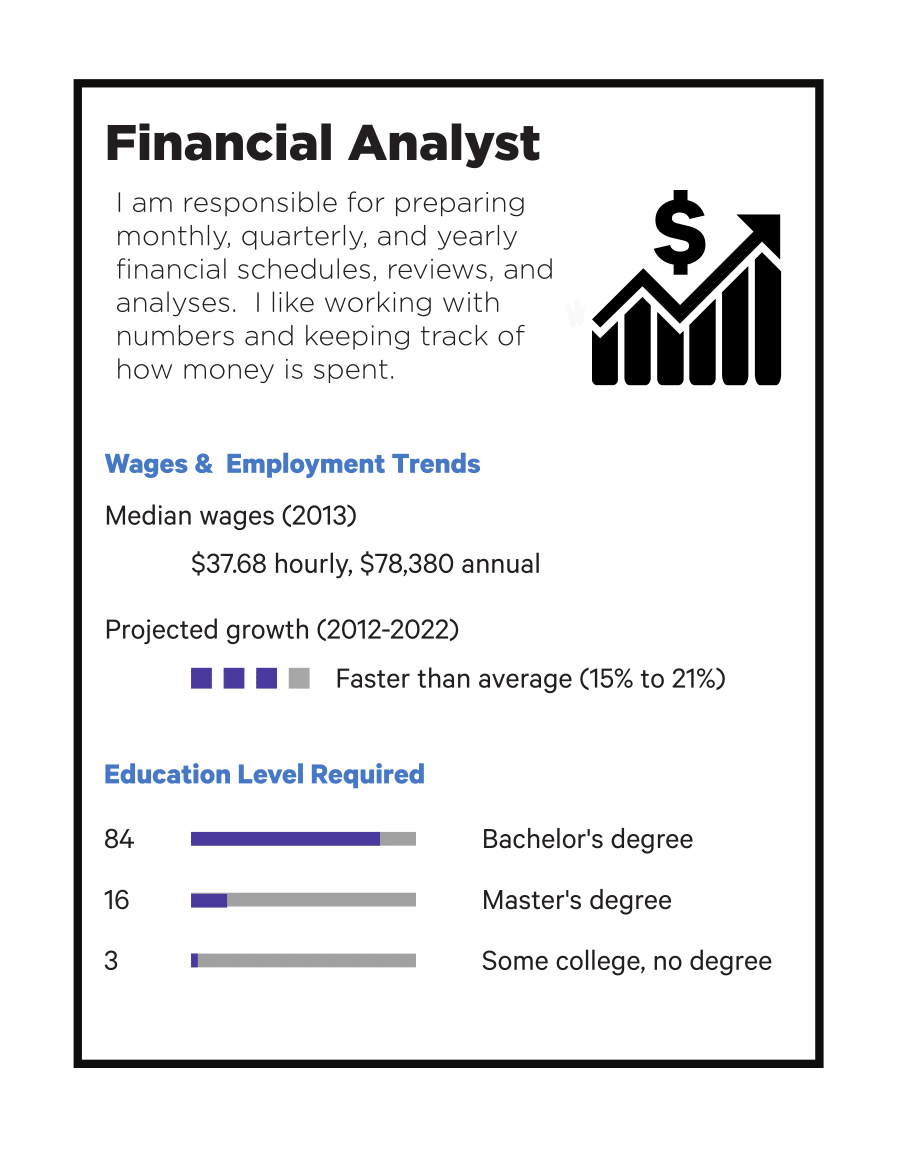 Financial Analyst
I am responsible for preparing
monthly, quarterly, and yearly
financial schedules, reviews, and
analyses.  I like working with
numbers and keeping track of
how money is spent.
$
Wages &  Employment Trends
Median wages (2013)
$37.68 hourly, $78,380 annual
Projected growth (2012-2022)
Faster than average (15% to 21%)
Education Level Required
84 Bachelor's degree
16 Master's degree
3 Some college, no degree